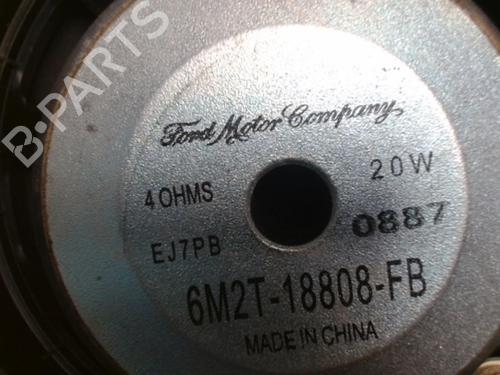 B-PARTS
Ford Motor Company
4 OHMS 20W
EJ7PB 0887
6M2T-18808-FB
MADE IN CHINA